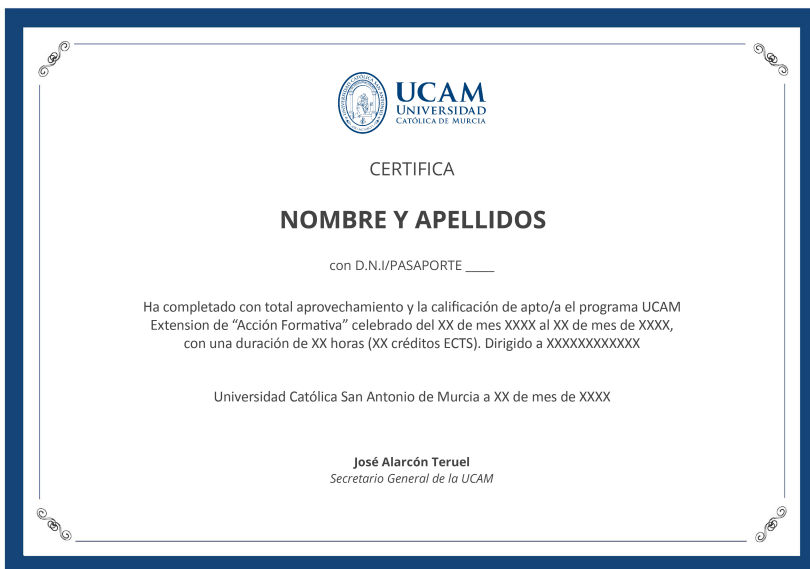 UCAM
UNIVERSIDAD
CATÓLICA DE MURCIA
CERTIFICA
NOMBRE Y APELLIDOS
con D.N.I/PASAPORTE ____
Ha completado con total aprovechamiento y la calificación de apto/a el programa UCAM
Extension de “Acción Formativa” celebrado del XX de mes XXXX al XX de mes de XXXX,
con una duración de XX horas (XX créditos ECTS). Dirigido a XXXXXXXXXXXX
Universidad Católica San Antonio de Murcia a XX de mes de XXXX
José Alarcón Teruel
Secretario General de la UCAM